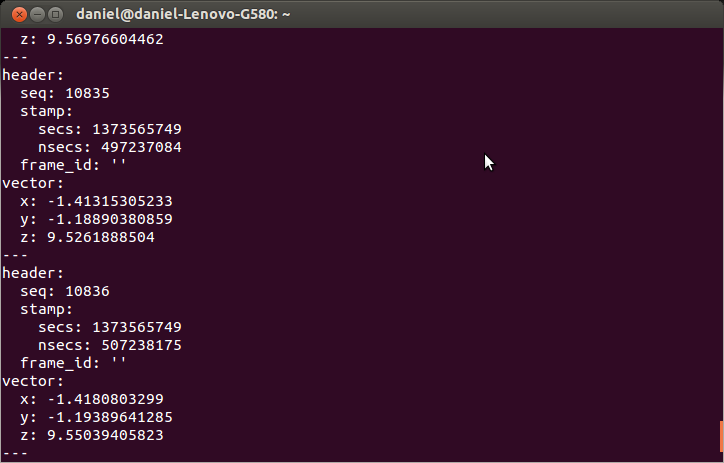 daniel@daniel-Lenovo-G580: ~
  z: 9.56976604462
---
header:
  seq: 10835
  stamp:
    secs: 1373565749
    nsecs: 497237084
  frame_id: ''
vector:
  x: -1.41315305233
  y: -1.18890380859
  z: 9.5261888504
---
header:
  seq: 10836
  stamp:
    secs: 1373565749
    nsecs: 507238175
  frame_id: ''
vector:
  x: -1.4180803299
  y: -1.19389641285
  z: 9.55039405823
---